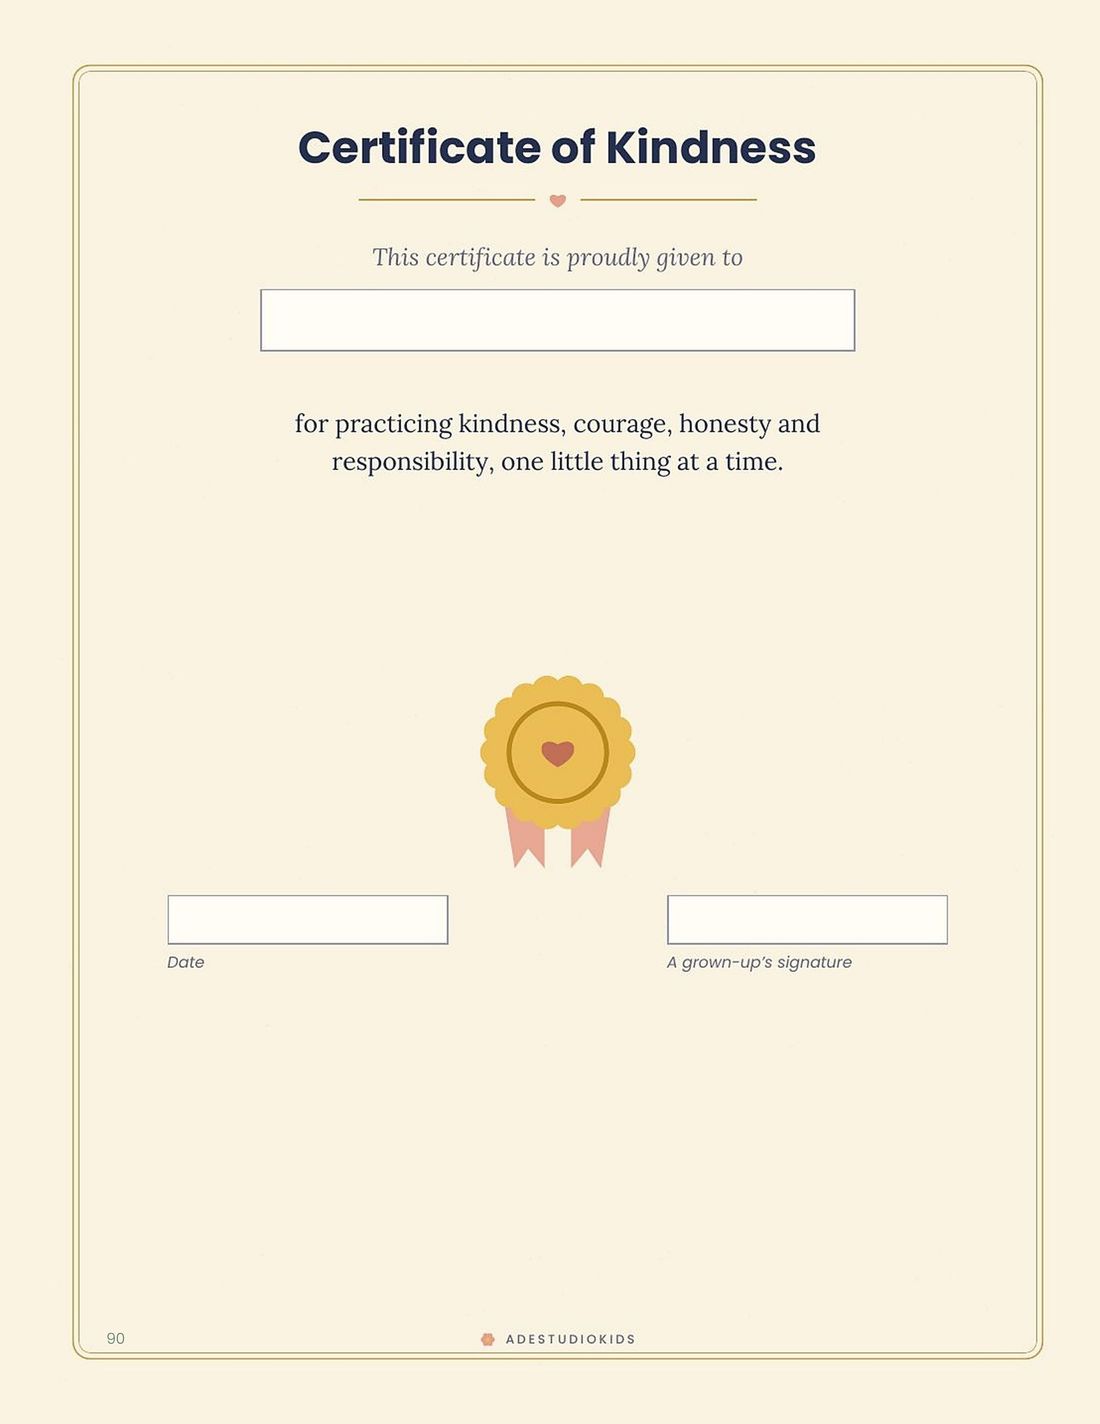 Certificate of Kindness
This certificate is proudly given to
for practicing kindness, courage, honesty and
responsibility, one little thing at a time.
Date
A grown-up’s signature
90
ADESTUDIOKIDS